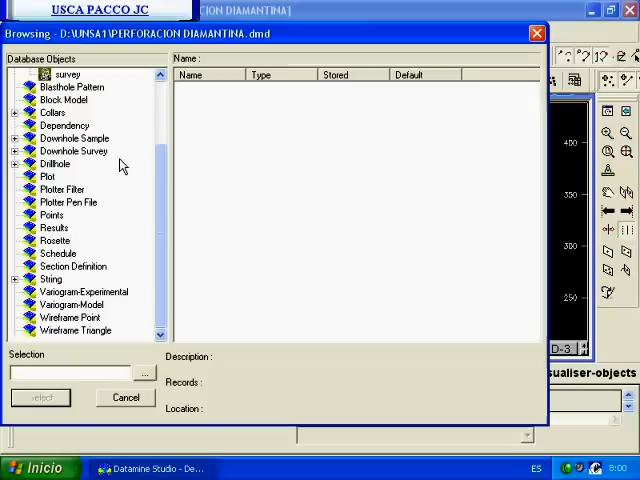 USCA PACCO JC
CION DIAMANTINA]
Browsing - D:\UNSA1\PERFORACION DIAMANTINA.dmd
Database Objects
Name :
survey
Blasthole Pattern
Block Model
Collars
Dependency
Downhole Sample
Downhole Survey
Drillhole
Plot
Plotter Filter
Plotter Pen File
Points
Results
Rosette
Schedule
Section Definition
String
Variogram-Experimental
Variogram-Model
Wireframe Point
Wireframe Triangle
Name Type Stored Default
400
350
300
250
D-3
sualiser-objects
Selection
...
select
Cancel
Description :
Records :
Location :
Inicio
Datamine Studio - De...
ES
8:00